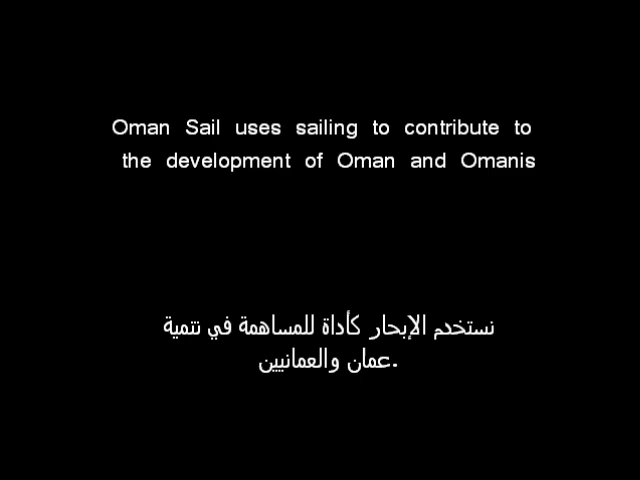 Oman Sail uses sailing to contribute to
the development of Oman and Omanis
نستخدم الإبحار كأداة للمساهمة في تنمية
عمان والعمانيين.